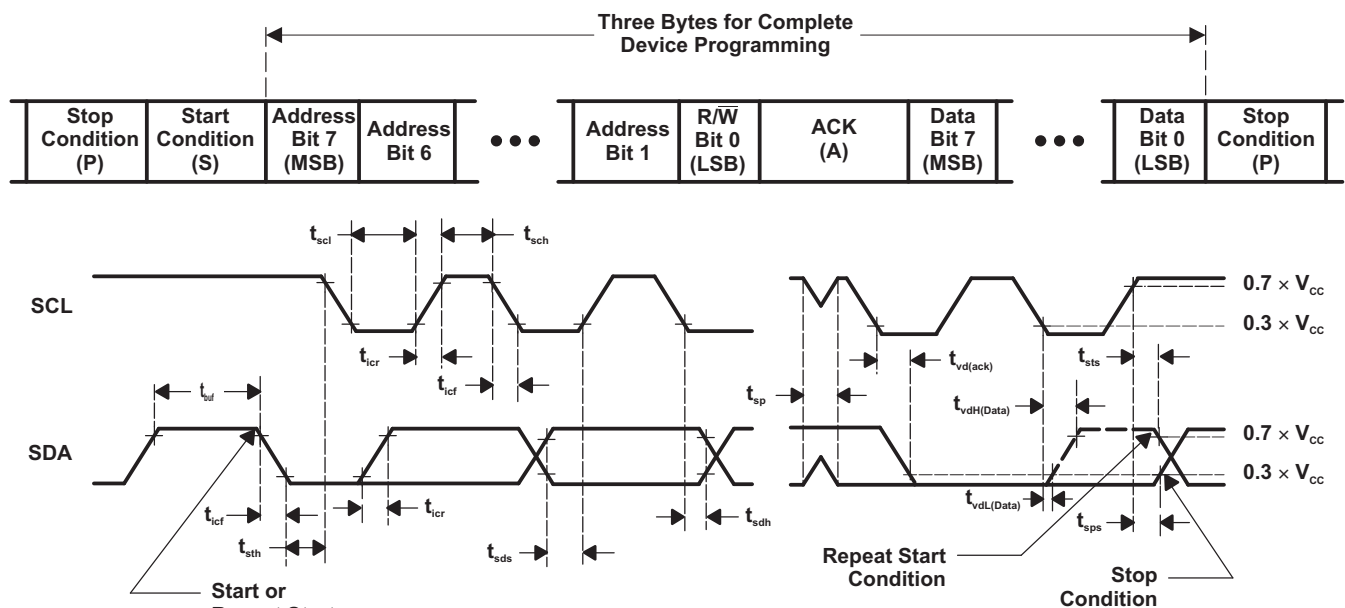 Three Bytes for Complete
Device Programming
Stop
Condition
(P)
Start
Condition
(S)
Address
Bit 7
(MSB)
Address
Bit 6
•••
Address
Bit 1
R/W̅
Bit 0
(LSB)
ACK
(A)
Data
Bit 7
(MSB)
•••
Data
Bit 0
(LSB)
Stop
Condition
(P)
tscl
tsch
SCL
0.7 × VCC
0.3 × VCC
ticr
ticf
tvd(ack)
tsts
tbuf
tsp
tvdH(Data)
SDA
0.7 × VCC
0.3 × VCC
ticf
ticr
tsdh
tvdL(Data)
tsth
tsds
tsps
Repeat Start
Condition
Stop
Condition
Start or